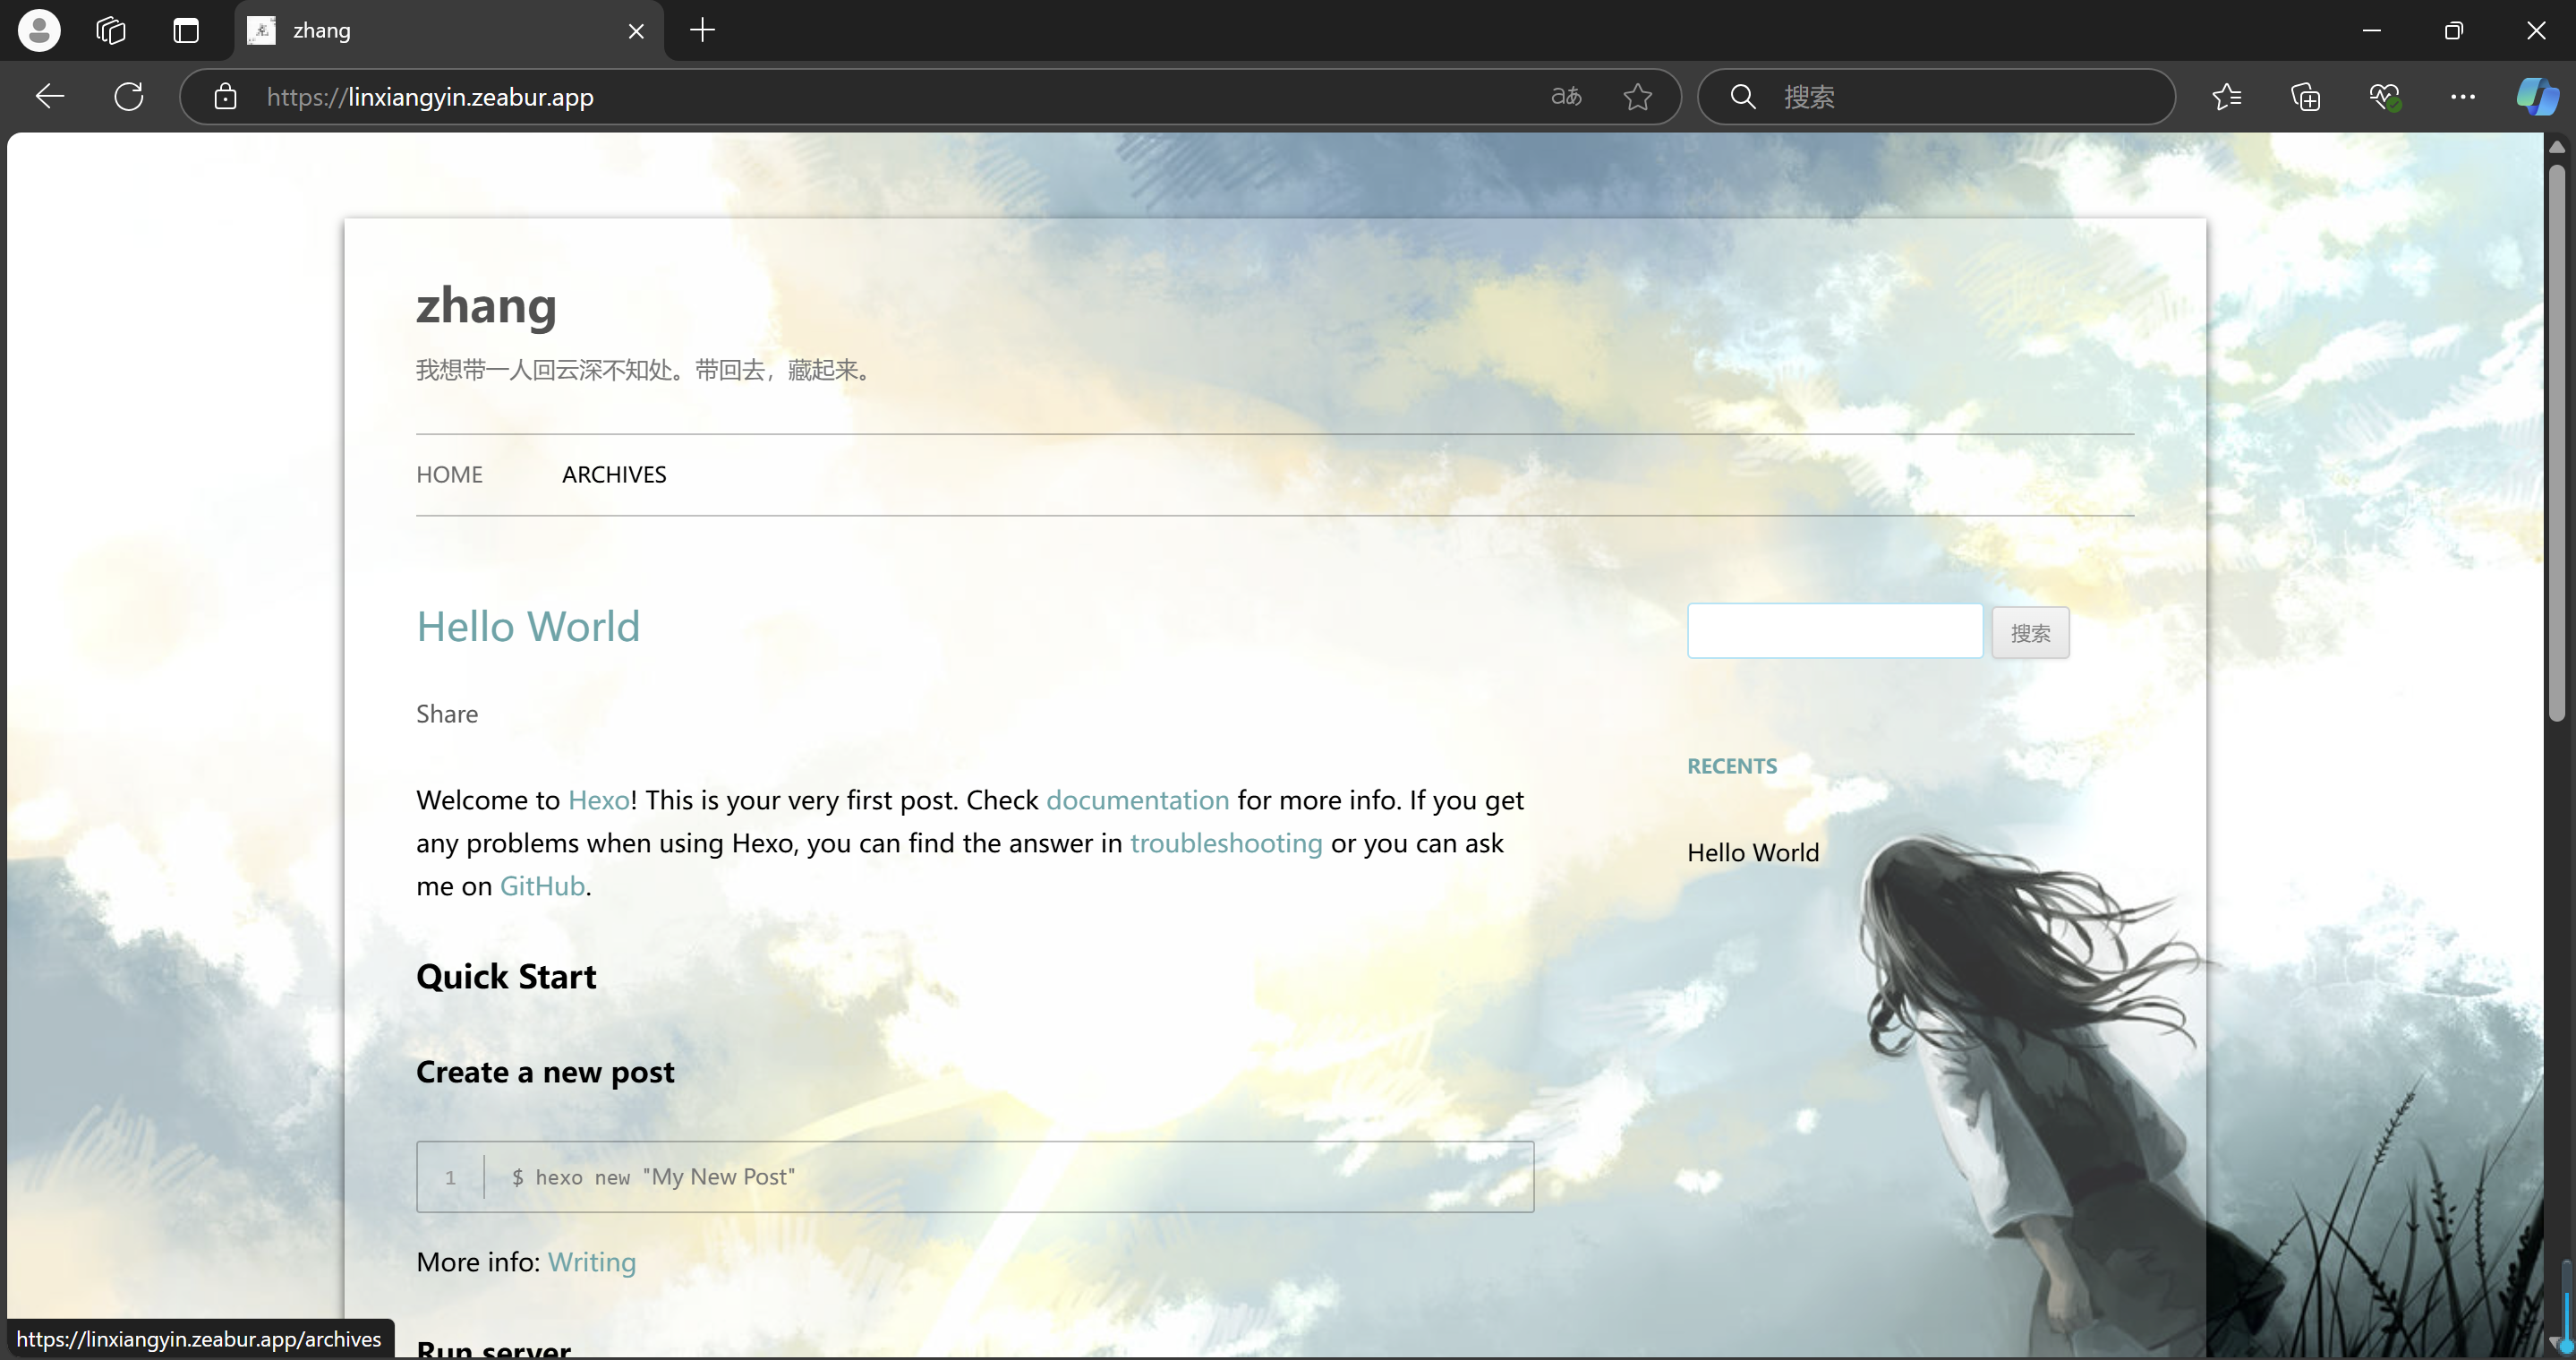 zhang
https://linxiangyin.zeabur.app
aあ
搜索
zhang
我想带一人回云深不知处。带回去，藏起来。
HOME ARCHIVES
Hello World
搜索
Share
RECENTS
Hello World
Welcome to Hexo! This is your very first post. Check documentation for more info. If you get
any problems when using Hexo, you can find the answer in troubleshooting or you can ask
me on GitHub.
Quick Start
Create a new post
1 $ hexo new "My New Post"
More info: Writing
Run server
https://linxiangyin.zeabur.app/archives